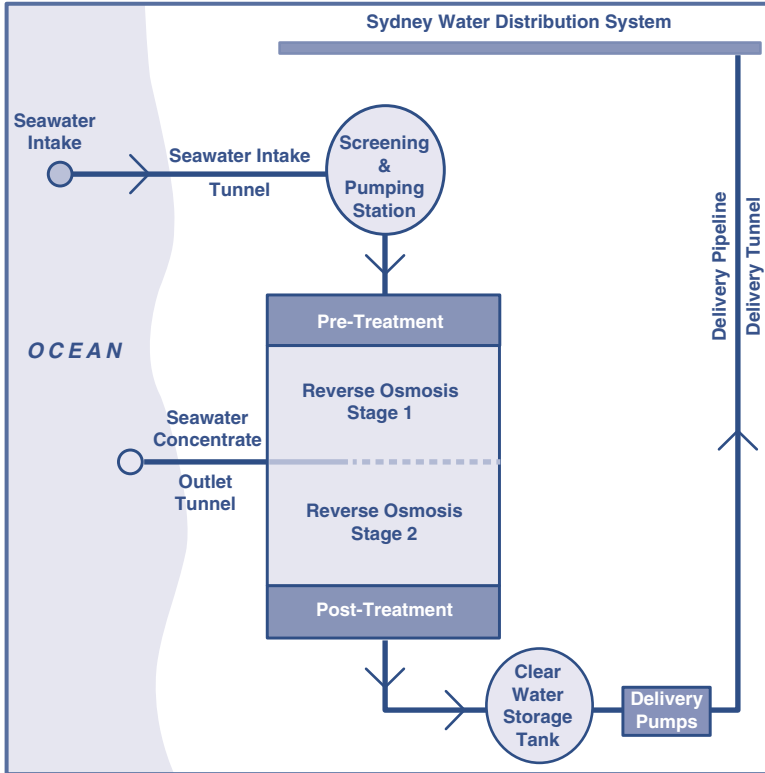 Sydney Water Distribution System
Seawater
Intake
Seawater Intake
Tunnel
Screening
&
Pumping
Station
Delivery Pipeline
Delivery Tunnel
Pre-Treatment
OCEAN
Reverse Osmosis
Stage 1
Seawater
Concentrate
Outlet
Tunnel
Reverse Osmosis
Stage 2
Post-Treatment
Clear
Water
Storage
Tank
Delivery
Pumps